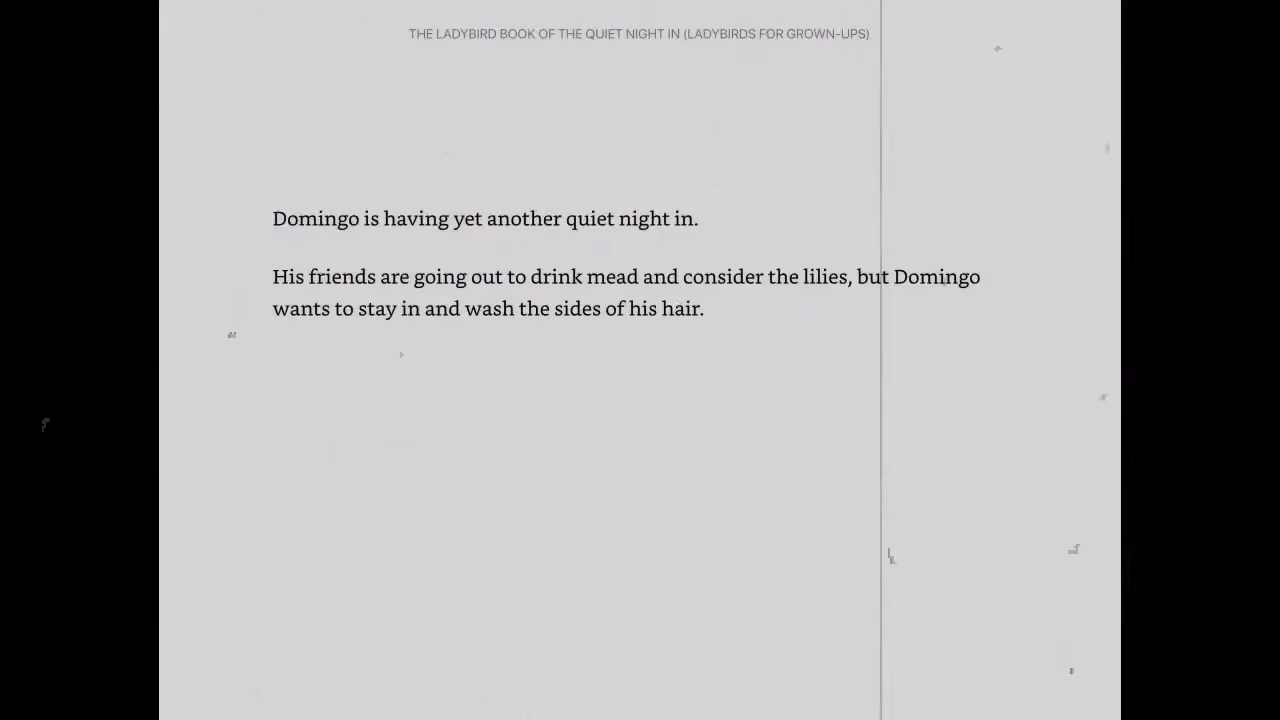 THE LADYBIRD BOOK OF THE QUIET NIGHT IN (LADYBIRDS FOR GROWN-UPS)
Domingo is having yet another quiet night in.
His friends are going out to drink mead and consider the lilies, but Domingo
wants to stay in and wash the sides of his hair.